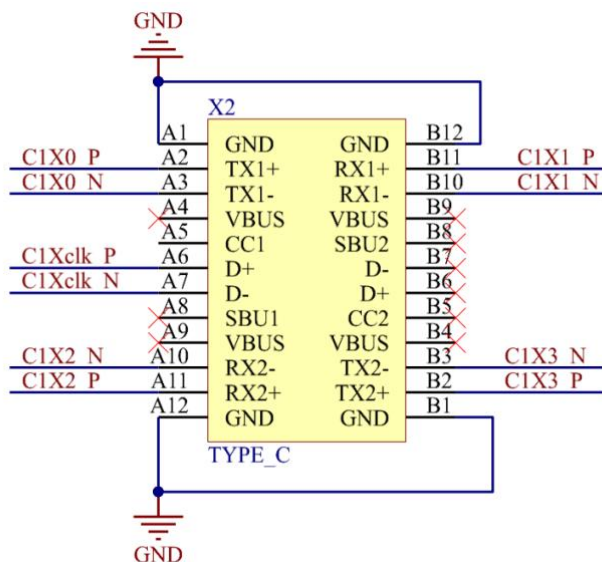 GND
X2
A1 GND GND B12
C1X0_P A2 TX1+ RX1+ B11 C1X1_P
C1X0_N A3 TX1- RX1- B10 C1X1_N
A4 VBUS VBUS B9
A5 CC1 SBU2 B8
C1Xclk_P A6 D+ D- B7
C1Xclk_N A7 D- D+ B6
A8 SBU1 CC2 B5
A9 VBUS VBUS B4
C1X2_N A10 RX2- TX2- B3 C1X3_N
C1X2_P A11 RX2+ TX2+ B2 C1X3_P
A12 GND GND B1
TYPE_C
GND